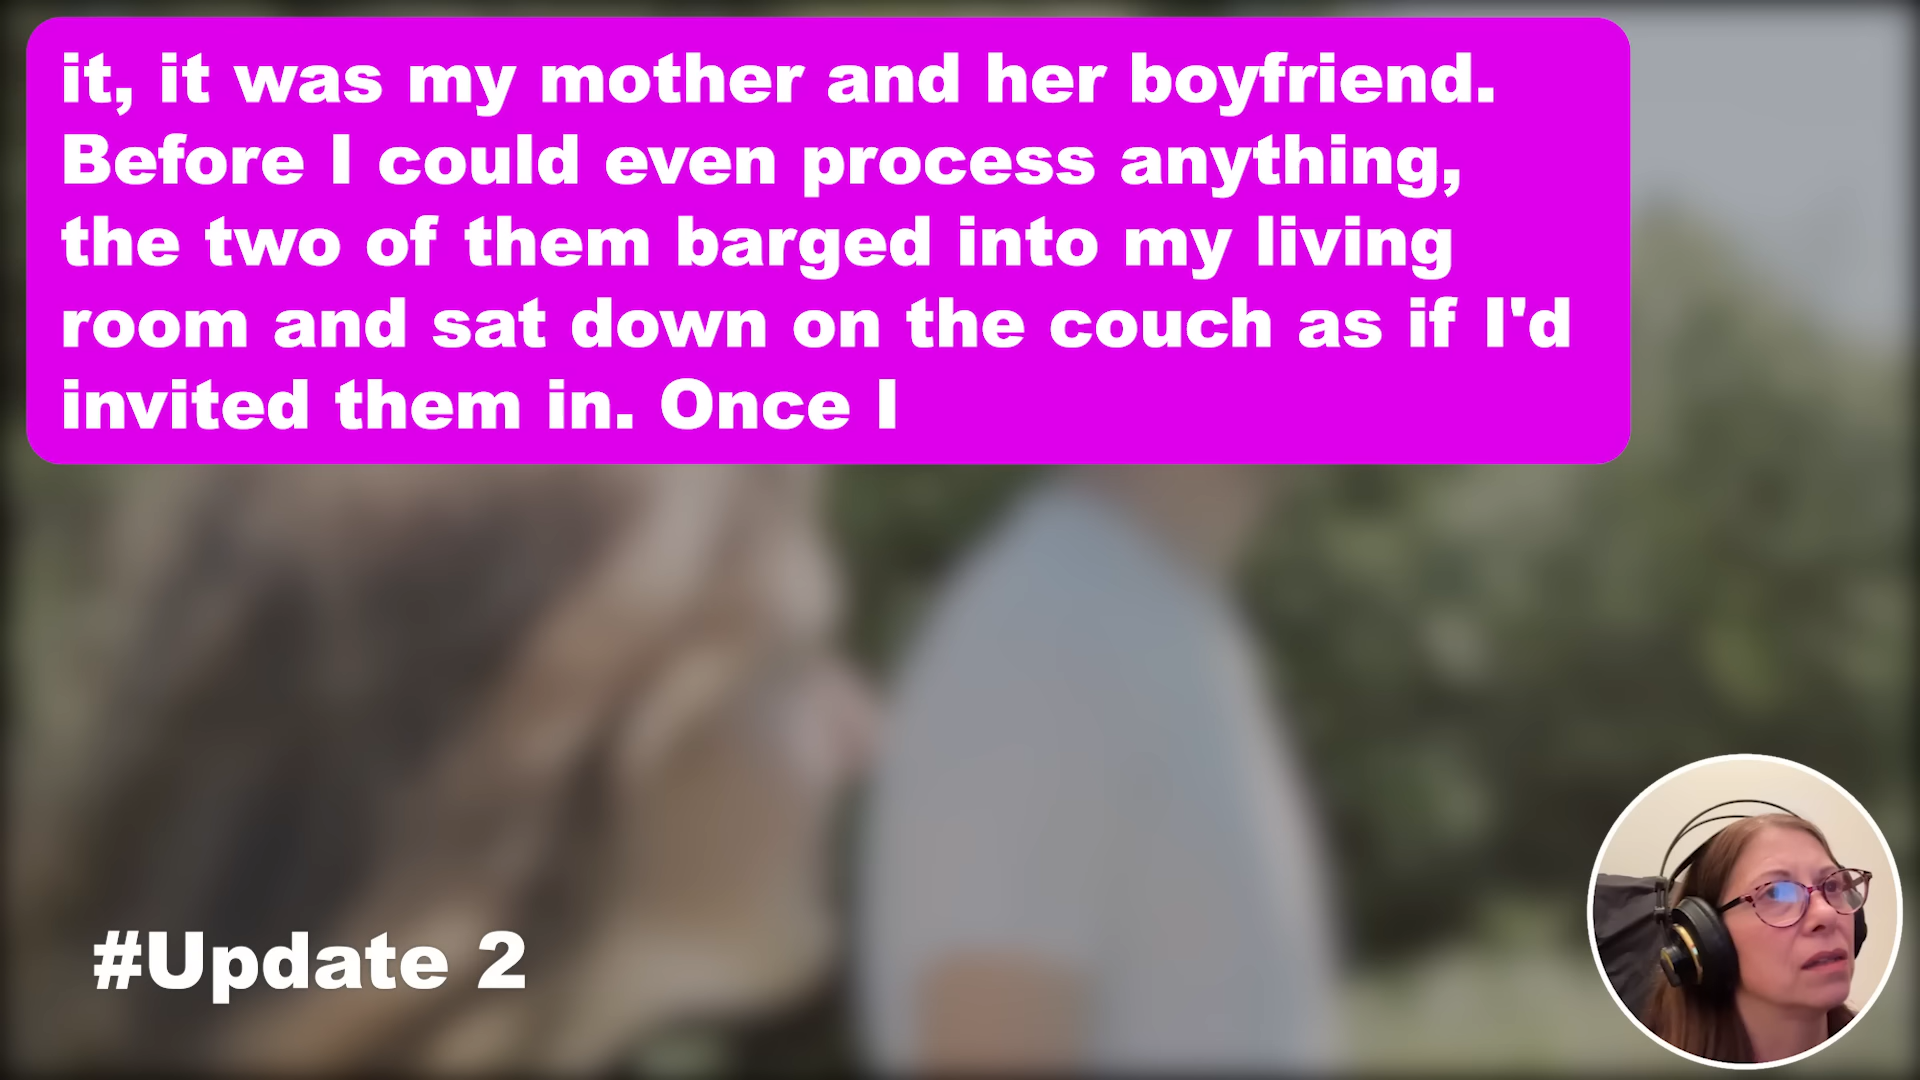 it, it was my mother and her boyfriend.
Before I could even process anything,
the two of them barged into my living
room and sat down on the couch as if I'd
invited them in. Once I
#Update 2